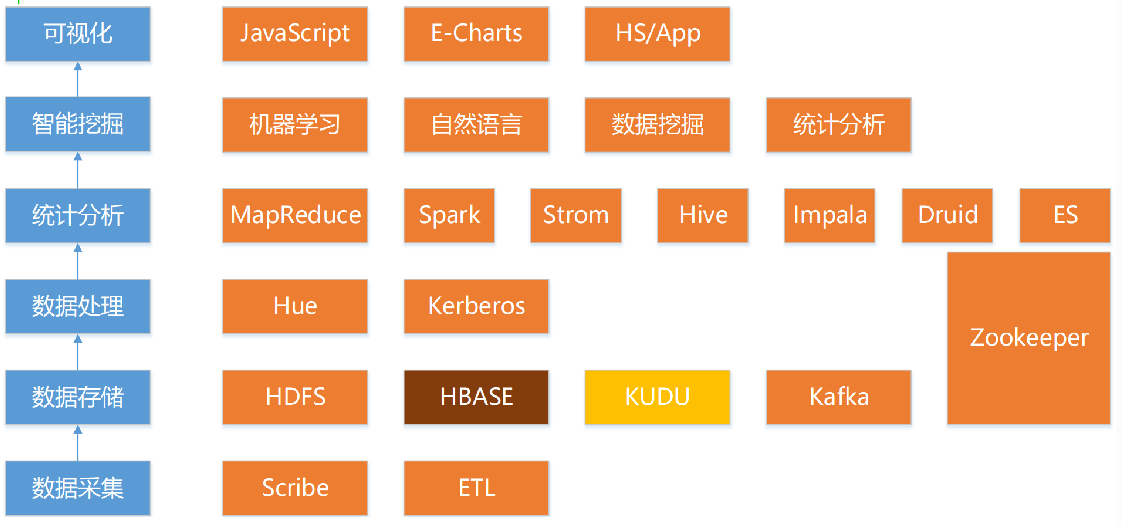 可视化 JavaScript E-Charts HS/App
智能挖掘 机器学习 自然语言 数据挖掘 统计分析
统计分析 MapReduce Spark Strom Hive Impala Druid ES
数据处理 Hue Kerberos
Zookeeper
数据存储 HDFS HBASE KUDU Kafka
数据采集 Scribe ETL